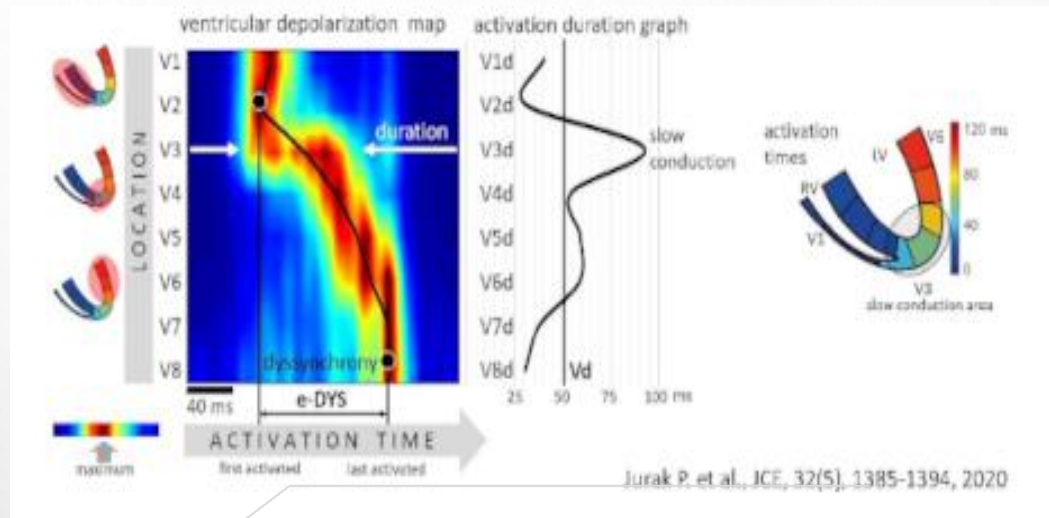 ventricular depolarization map
activation duration graph
LOCATION
V1
V2
V3
V4
V5
V6
V7
V8
duration
dyssynchrony
40 ms
e-DYS
ACTIVATION TIME
first activated
last activated
maximum
V1d
V2d
V3d
V4d
V5d
V6d
V7d
V8d
slow
conduction
Vd
25
50
75
100 ms
activation
times
RV
V1
LV
V6
120 ms
80
40
0
V3
slow conduction area
Jurak P. et al., JCE, 32(5), 1385-1394, 2020